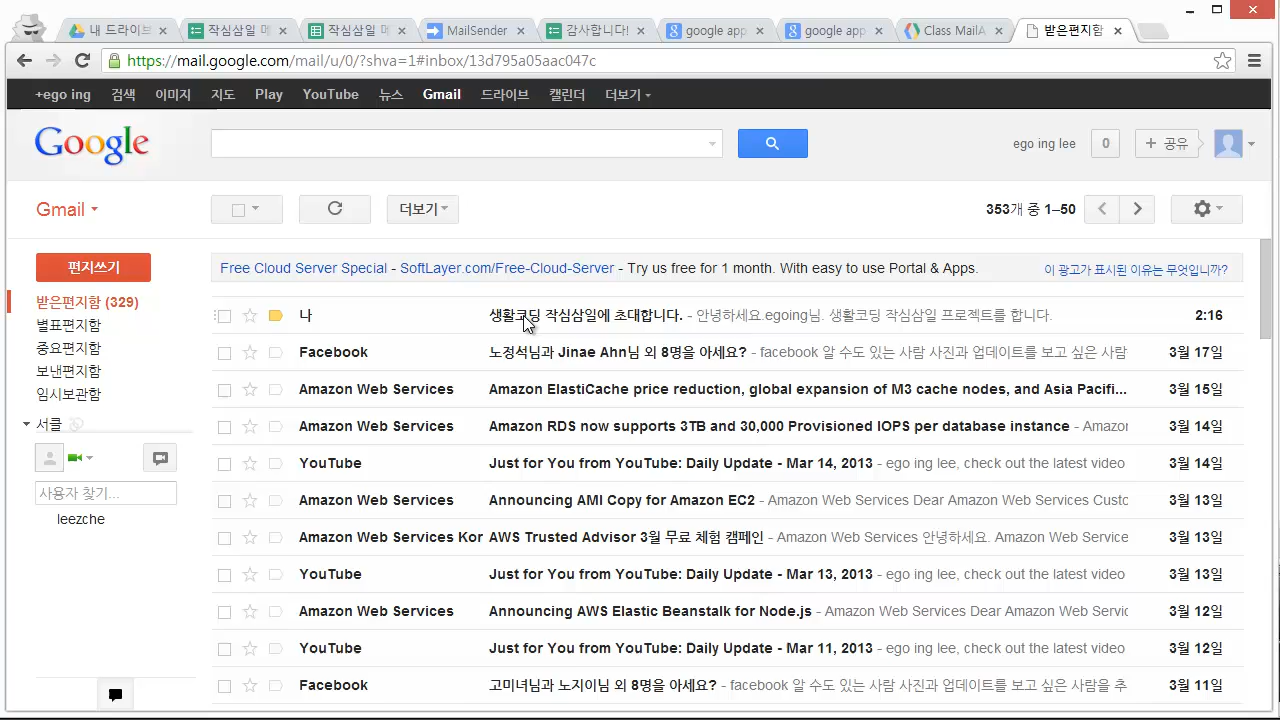 내 드라이브
작심삼일 메
작심삼일 메
MailSender
감사합니다!
google app
google app
Class MailA
받은편지함
https://mail.google.com/mail/u/0/?shva=1#inbox/13d795a05a8c047c
+ego ing 검색 이미지 지도 Play YouTube 뉴스 Gmail 드라이브 캘린더 더보기
Google
ego ing lee 0 + 공유
Gmail 더보기 353개 중 1–50
편지쓰기
받은편지함 (329)
별표편지함
중요편지함
보낸편지함
임시보관함
서클
사용자 찾기...
leezche
Free Cloud Server Special - SoftLayer.com/Free-Cloud-Server - Try us free for 1 month. With easy to use Portal & Apps. 이 광고가 표시된 이유는 무엇입니까?
나 생활코딩 작심삼일에 초대합니다. - 안녕하세요.egoing님. 생활코딩 작심삼일 프로젝트를 합니다. 2:16
Facebook 노정석님과 Jinae Ahn님 외 8명을 아세요? - facebook 알 수도 있는 사람 사진과 업데이트를 보고 싶은 사람 3월 17일
Amazon Web Services Amazon ElastiCache price reduction, global expansion of M3 cache nodes, and Asia Pacifi... 3월 15일
Amazon Web Services Amazon RDS now supports 3TB and 30,000 Provisioned IOPS per database instance - Amazon 3월 14일
YouTube Just for You from YouTube: Daily Update - Mar 14, 2013 - ego ing lee, check out the latest video 3월 14일
Amazon Web Services Announcing AMI Copy for Amazon EC2 - Amazon Web Services Dear Amazon Web Services Custo 3월 13일
Amazon Web Services Kor AWS Trusted Advisor 3월 무료 체험 캠페인 - Amazon Web Services 안녕하세요. Amazon Web Service 3월 13일
YouTube Just for You from YouTube: Daily Update - Mar 13, 2013 - ego ing lee, check out the latest video 3월 13일
Amazon Web Services Announcing AWS Elastic Beanstalk for Node.js - Amazon Web Services Dear Amazon Web Servic 3월 12일
YouTube Just for You from YouTube: Daily Update - Mar 11, 2013 - ego ing lee, check out the latest video 3월 12일
Facebook 고미녀님과 노지이님 외 8명을 아세요? - facebook 알 수도 있는 사람 사진과 업데이트를 보고 싶은 사람을 추 3월 11일